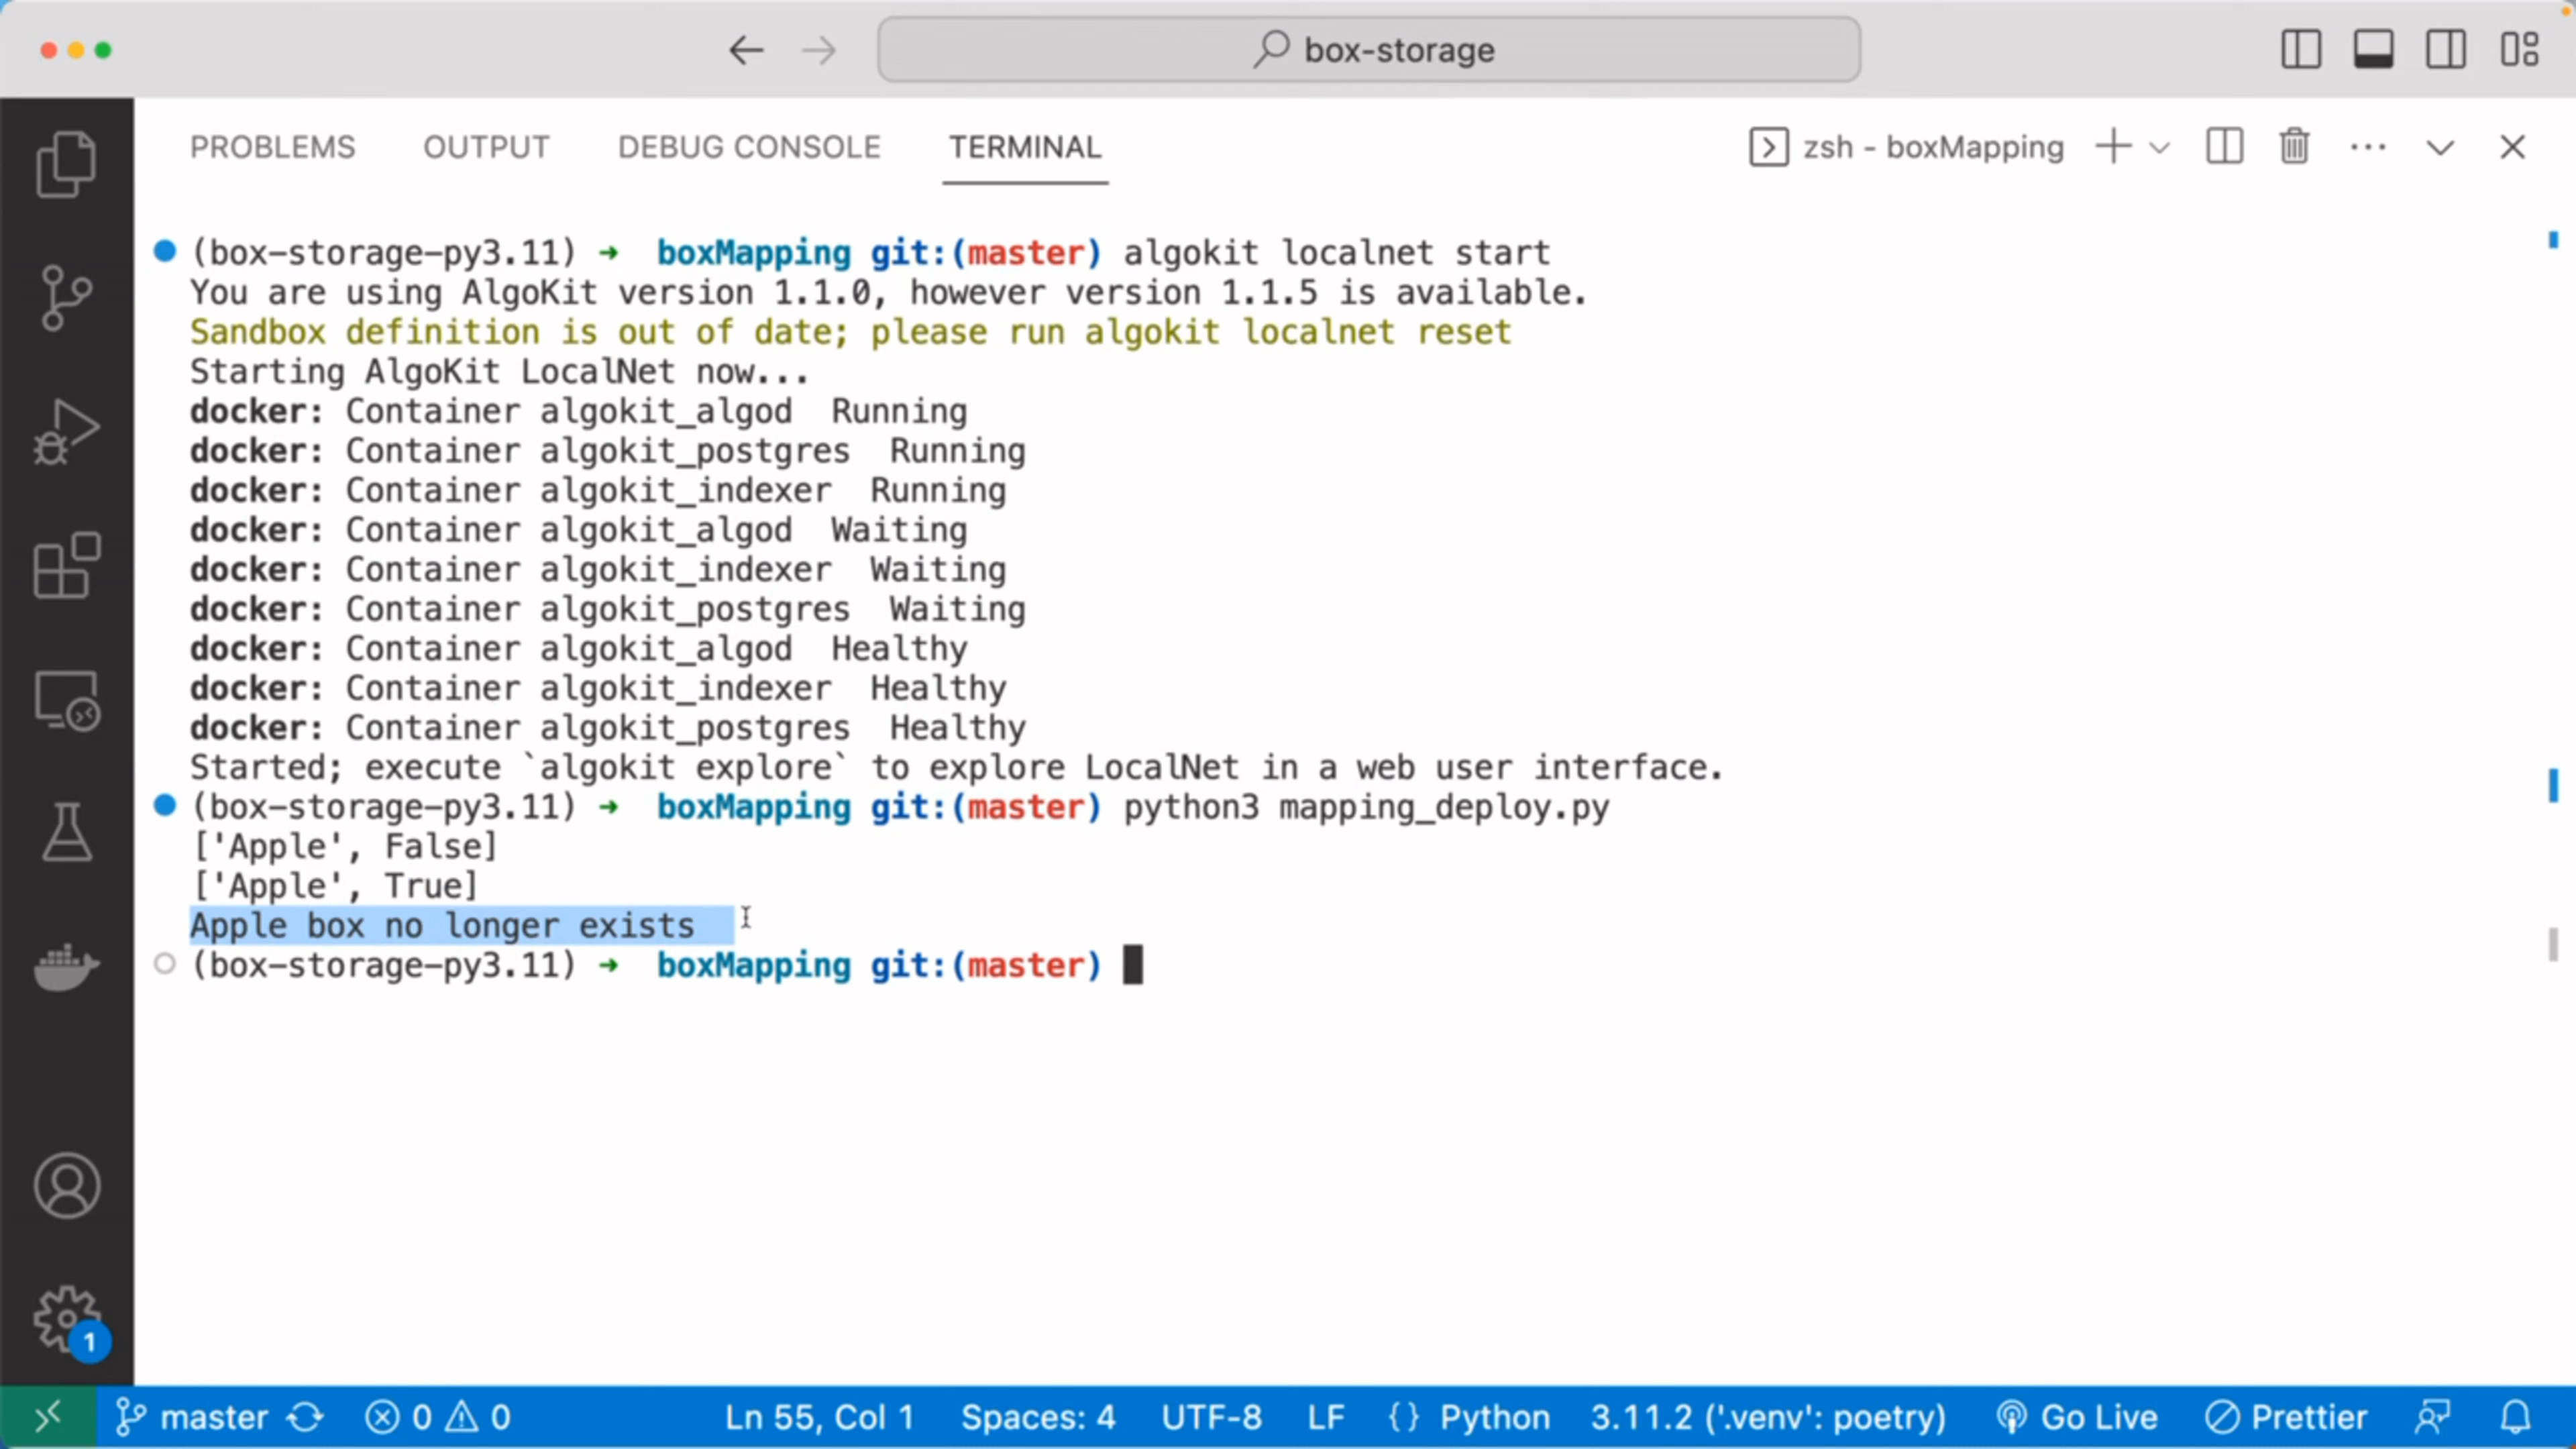 box-storage
PROBLEMS OUTPUT DEBUG CONSOLE TERMINAL zsh - boxMapping
(box-storage-py3.11) ➜ boxMapping git:(master) algokit localnet start
You are using AlgoKit version 1.1.0, however version 1.1.5 is available.
Sandbox definition is out of date; please run algokit localnet reset
Starting AlgoKit LocalNet now...
docker: Container algokit_algod Running
docker: Container algokit_postgres Running
docker: Container algokit_indexer Running
docker: Container algokit_algod Waiting
docker: Container algokit_indexer Waiting
docker: Container algokit_postgres Waiting
docker: Container algokit_algod Healthy
docker: Container algokit_indexer Healthy
docker: Container algokit_postgres Healthy
Started; execute `algokit explore` to explore LocalNet in a web user interface.
(box-storage-py3.11) ➜ boxMapping git:(master) python3 mapping_deploy.py
['Apple', False]
['Apple', True]
Apple box no longer exists
(box-storage-py3.11) ➜ boxMapping git:(master)
1
master 0 0 Ln 55, Col 1 Spaces: 4 UTF-8 LF {} Python 3.11.2 ('.venv': poetry) Go Live Prettier